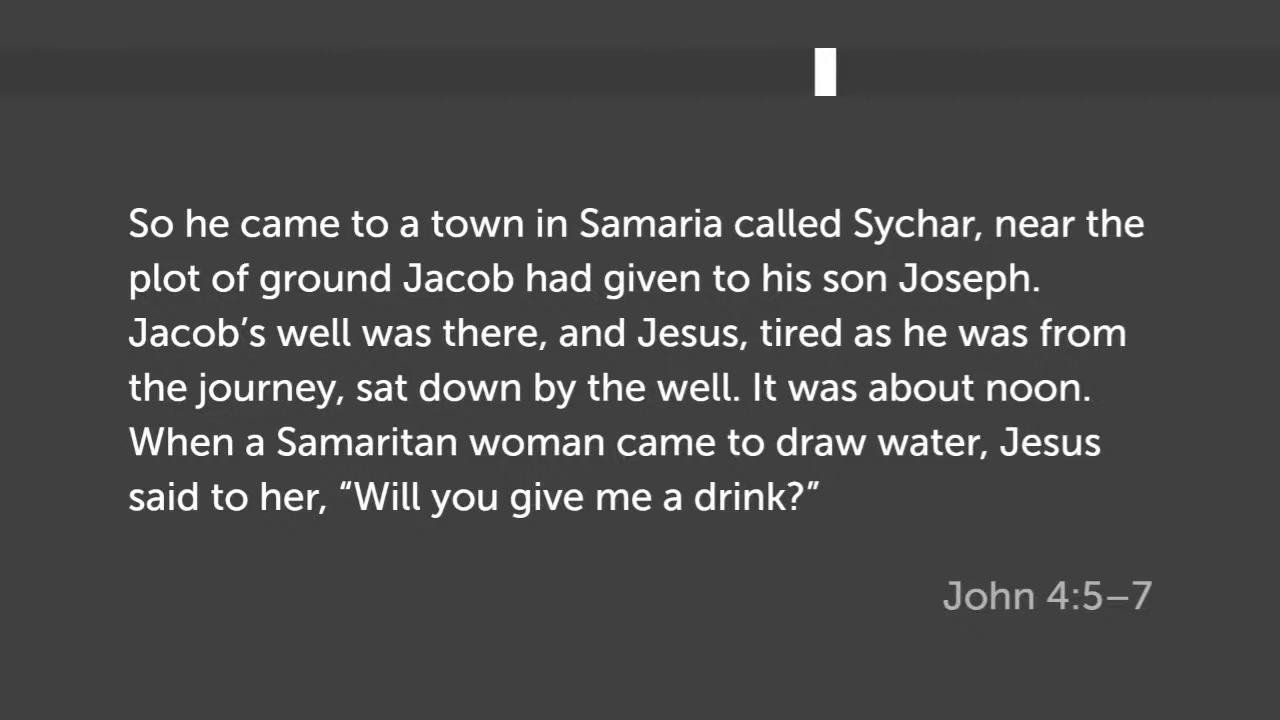 So he came to a town in Samaria called Sychar, near the
plot of ground Jacob had given to his son Joseph.
Jacob’s well was there, and Jesus, tired as he was from
the journey, sat down by the well. It was about noon.
When a Samaritan woman came to draw water, Jesus
said to her, “Will you give me a drink?”
John 4:5–7